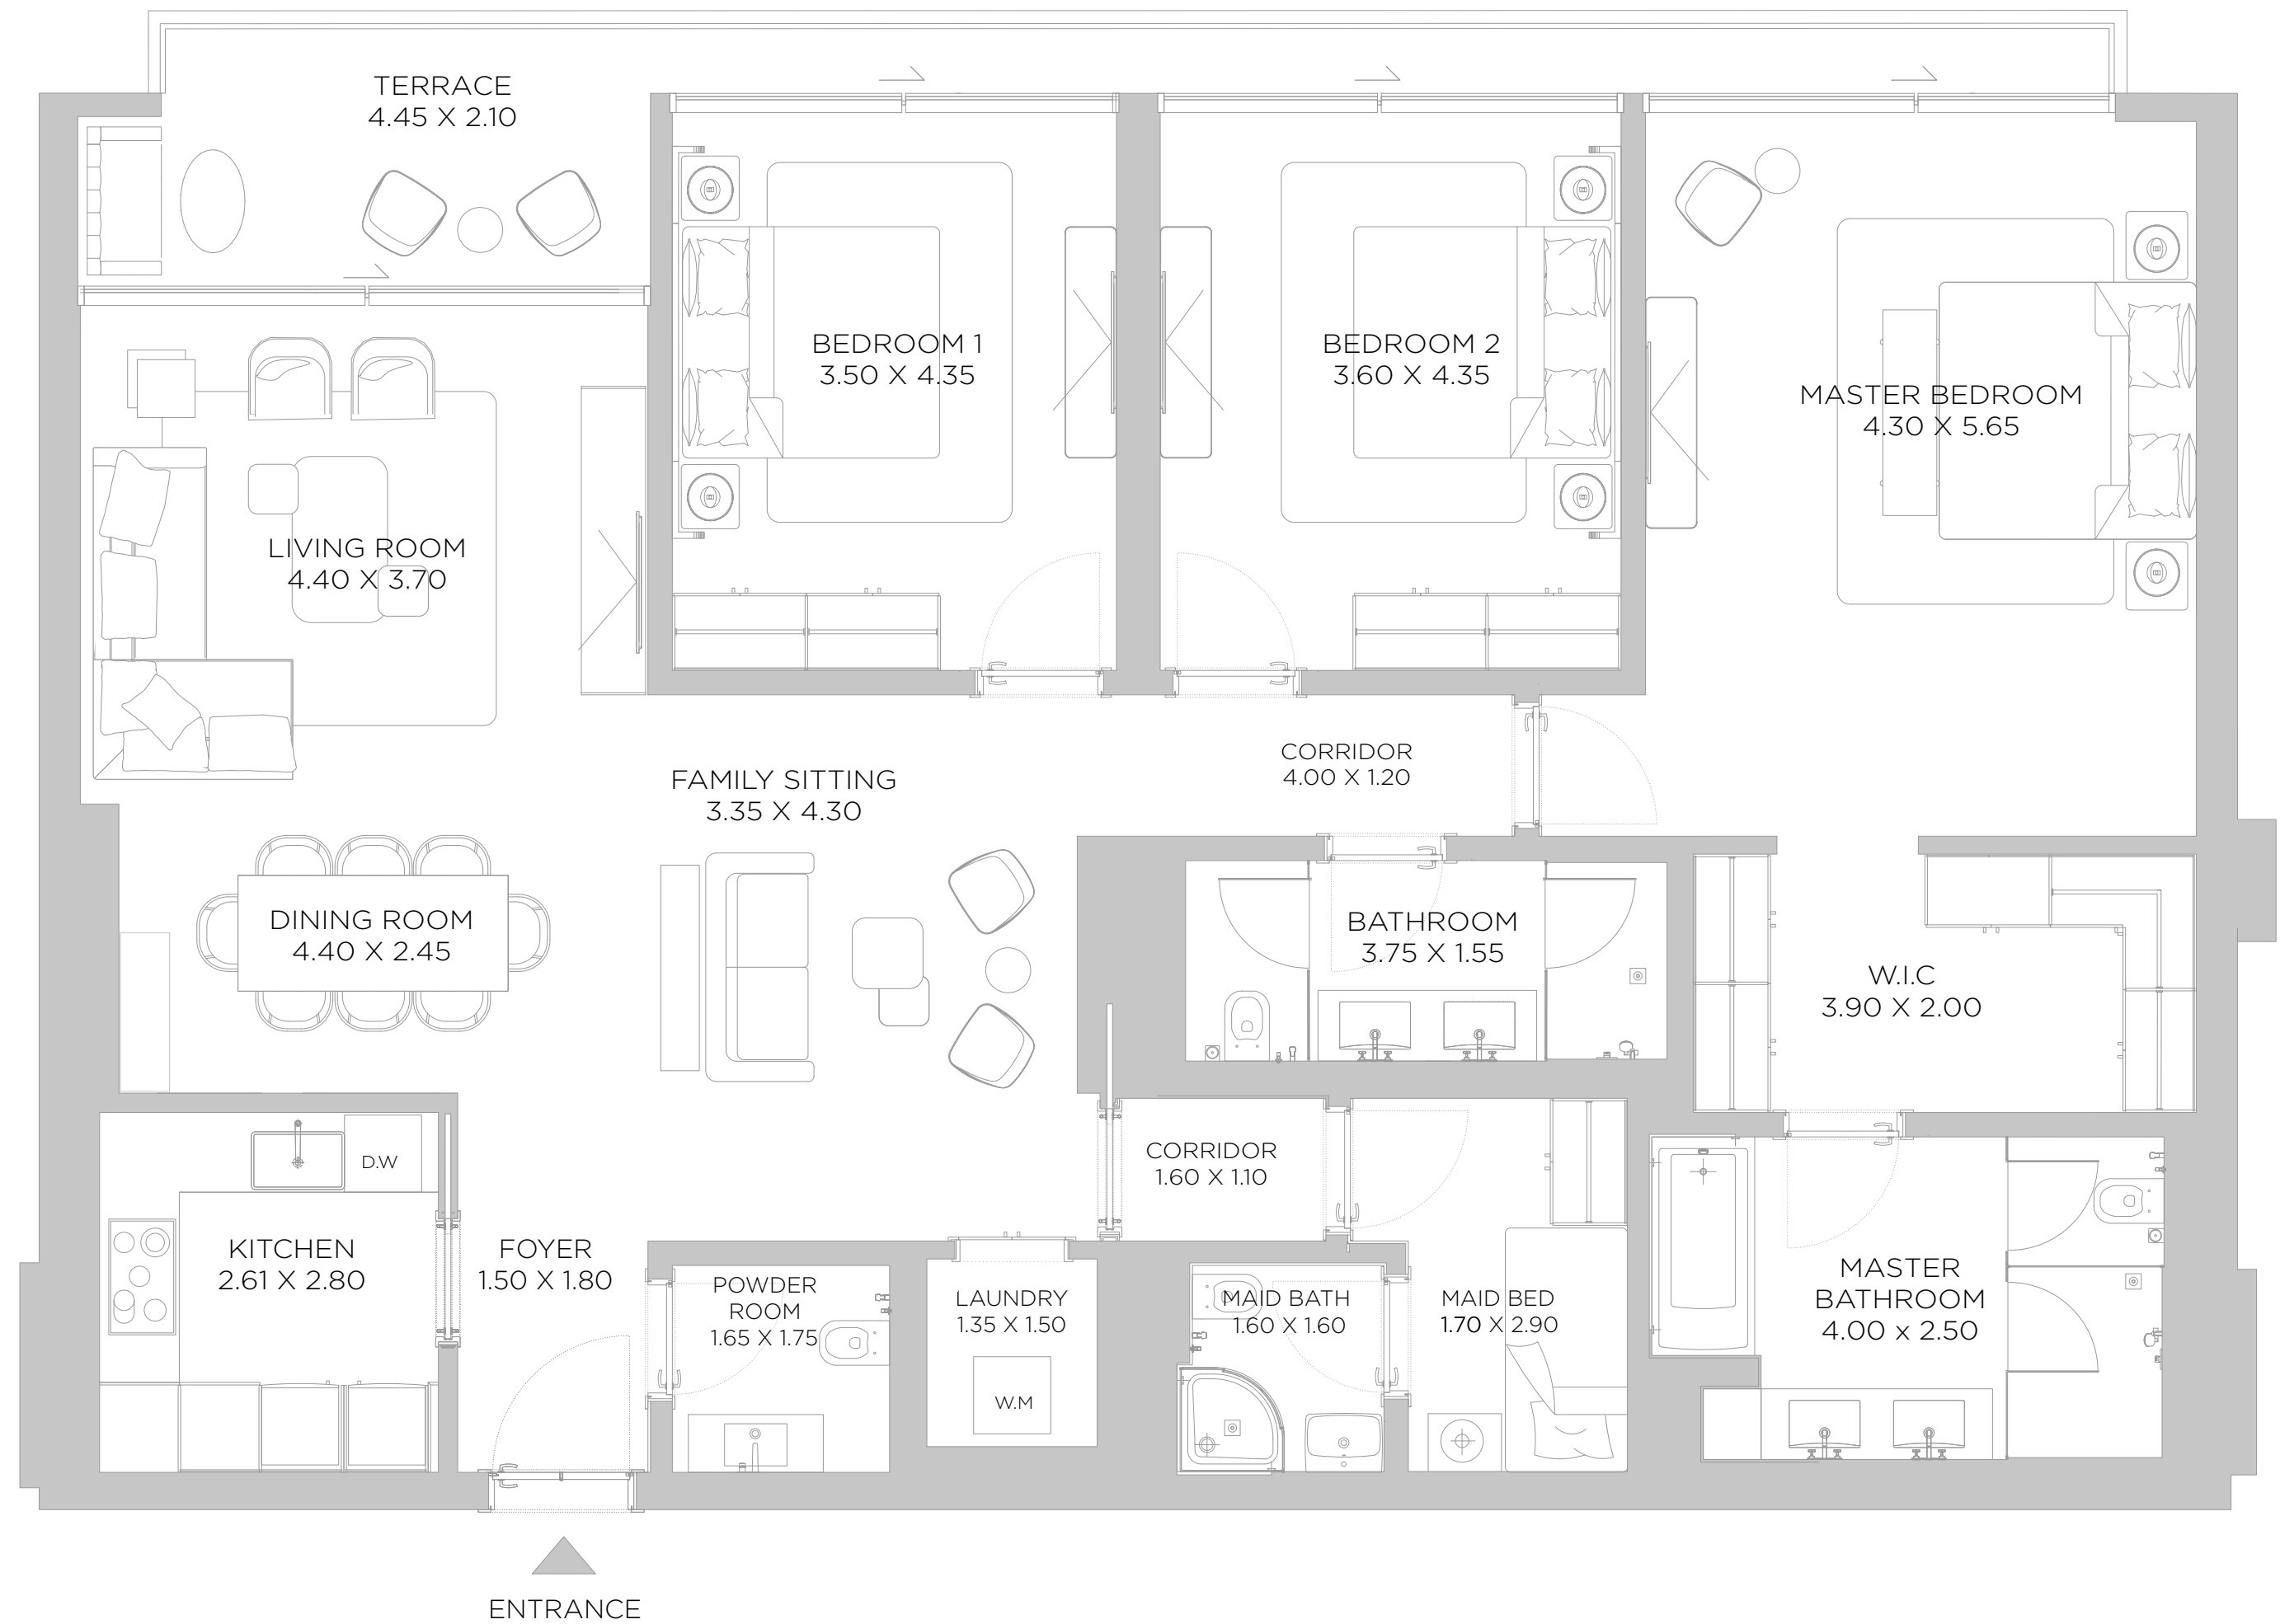 TERRACE
4.45 X 2.10
BEDROOM 1
3.50 X 4.35
BEDROOM 2
3.60 X 4.35
MASTER BEDROOM
4.30 X 5.65
LIVING ROOM
4.40 X 3.70
CORRIDOR
4.00 X 1.20
FAMILY SITTING
3.35 X 4.30
DINING ROOM
4.40 X 2.45
BATHROOM
3.75 X 1.55
W.I.C
3.90 X 2.00
D.W
CORRIDOR
1.60 X 1.10
KITCHEN
2.61 X 2.80
FOYER
1.50 X 1.80
POWDER
ROOM
1.65 X 1.75
LAUNDRY
1.35 X 1.50
W.M
MAID BATH
1.60 X 1.60
MAID BED
1.70 X 2.90
MASTER
BATHROOM
4.00 x 2.50
ENTRANCE